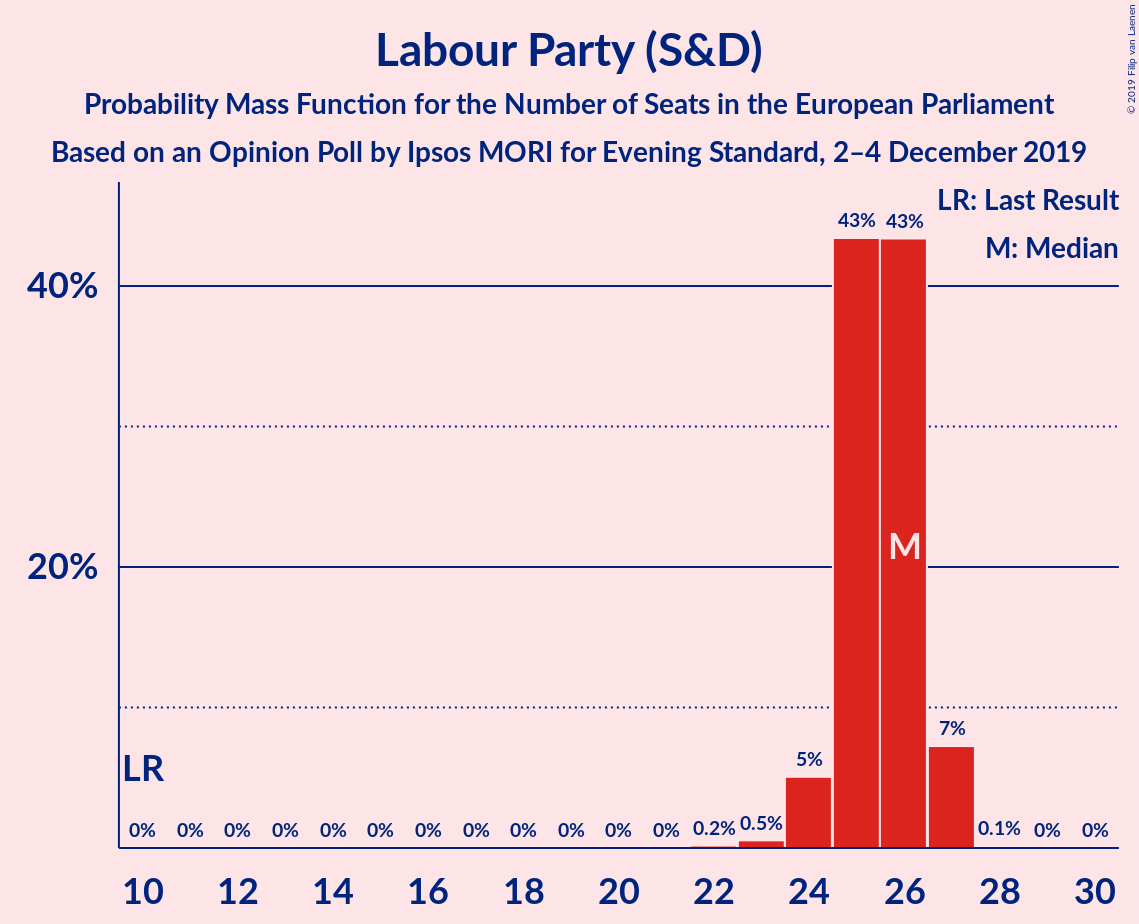 Labour Party (S&D)
Probability Mass Function for the Number of Seats in the European Parliament
Based on an Opinion Poll by Ipsos MORI for Evening Standard, 2–4 December 2019
© 2019 Filip van Laenen
LR: Last Result
M: Median
43% 43%
40%
M
20%
7%
5%
LR
0% 0% 0% 0% 0% 0% 0% 0% 0% 0% 0% 0% 0.2% 0.5% 0.1% 0% 0%
10 12 14 16 18 20 22 24 26 28 30